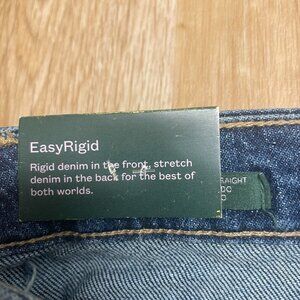 EasyRigid
Rigid denim in the front, stretch
denim in the back for the best of
both worlds.